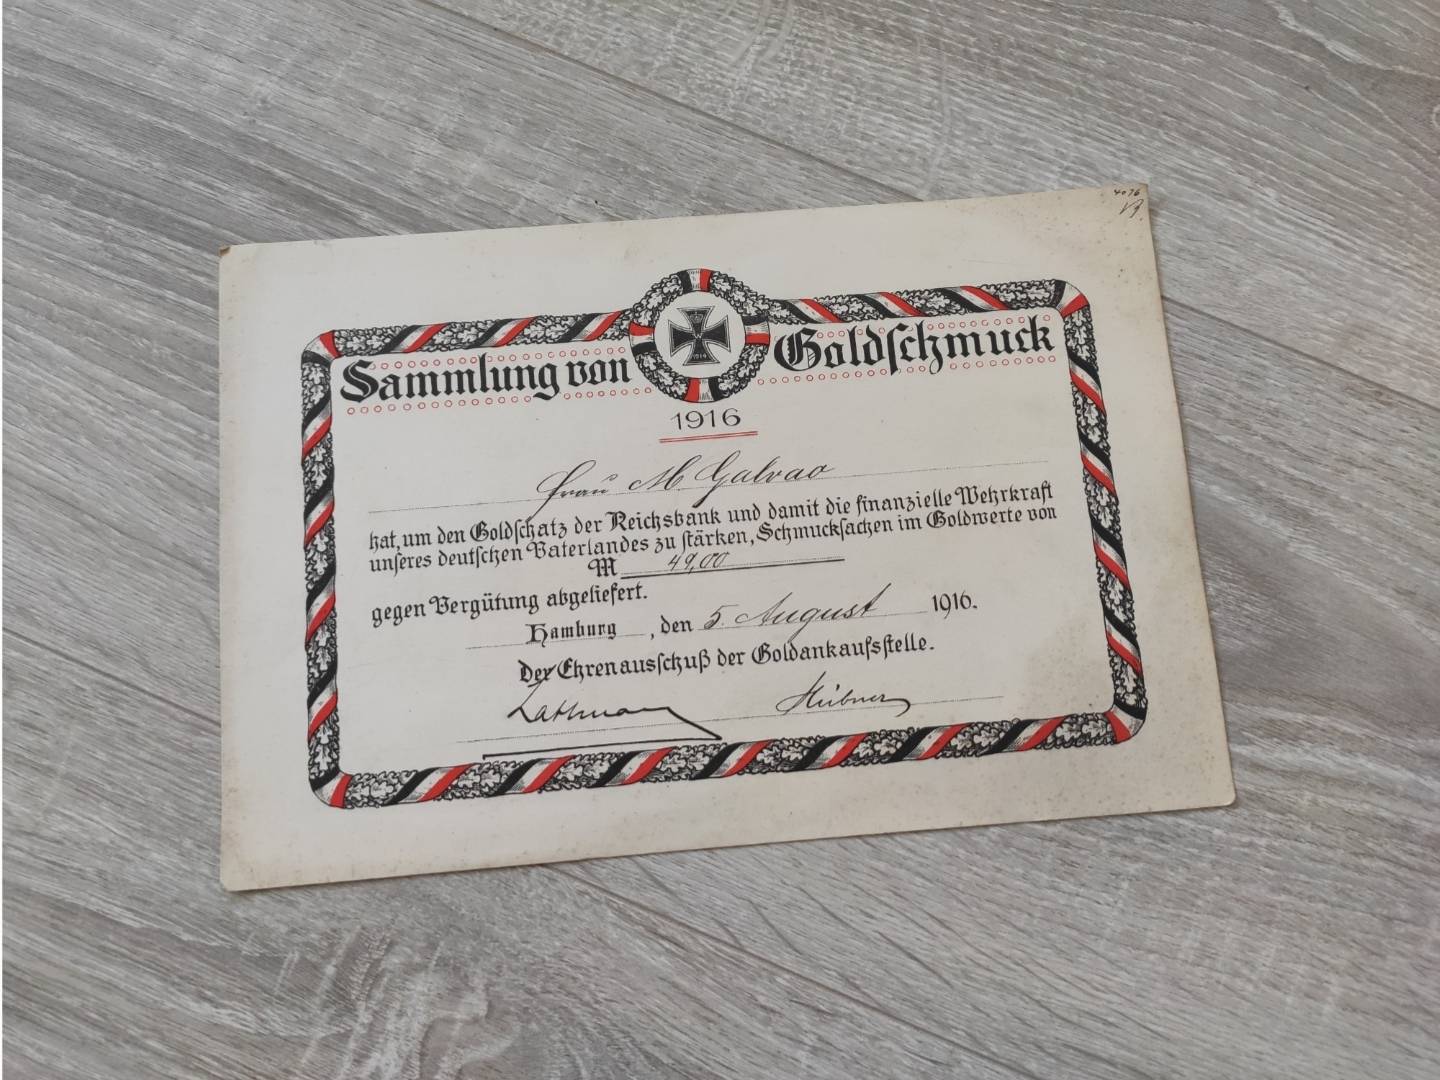 4076
Sammlung von Goldschmuck
1914
1916
Frau M. Galvao
hat, um den Goldschatz der Reichsbank und damit die finanzielle Wehrkraft
unseres deutschen Vaterlandes zu stärken, Schmucksachen im Goldwerte von
M 49,00
gegen Vergütung abgeliefert.
Hamburg, den 5. August 1916.
Der Ehrenausschuß der Goldankaufsstelle.
Hübner